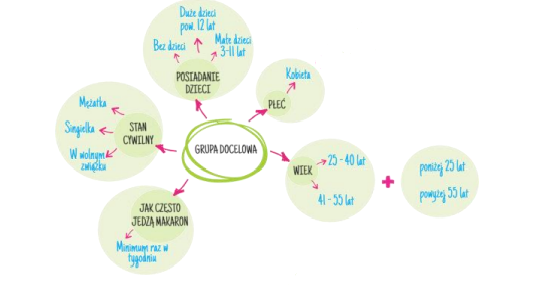 Duże dzieci
pow. 12 lat
Bez dzieci
Małe dzieci
3-11 lat
POSIADANIE
DZIECI
Kobieta
PŁEĆ
Mężatka
Singielka
W wolnym
związku
STAN
CYWILNY
GRUPA DOCELOWA
WIEK
25 - 40 lat
41 - 55 lat
+
poniżej 25 lat
powyżej 55 lat
JAK CZĘSTO
JEDZĄ MAKARON
Minimum raz w
tygodniu